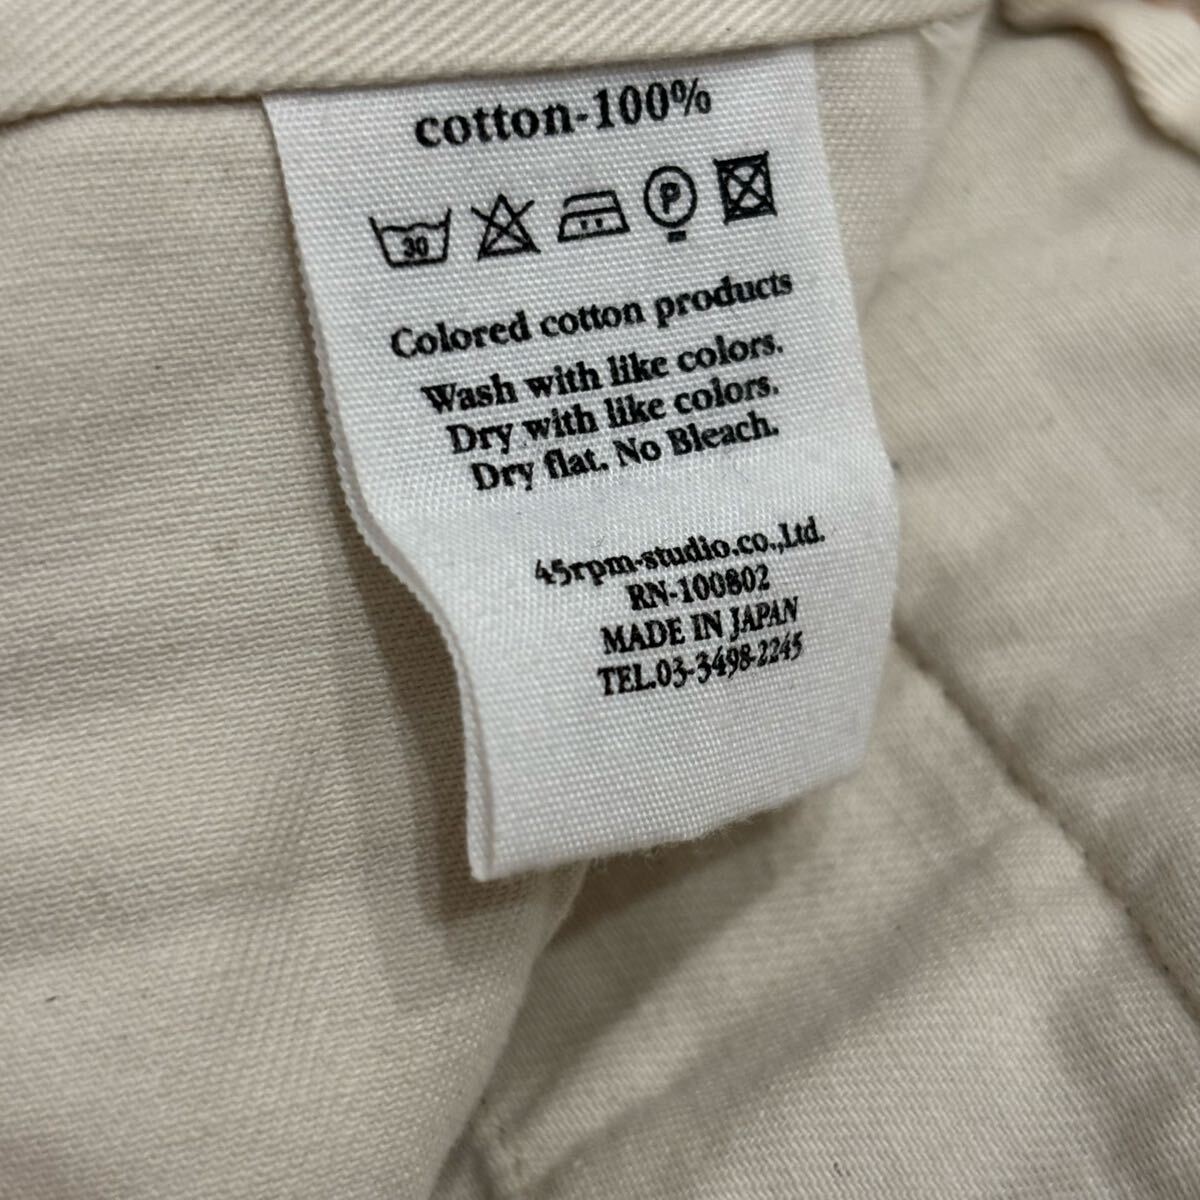 cotton-100%
30 P
Colored cotton products
Wash with like colors.
Dry with like colors.
Dry flat. No Bleach.
45rpm-studio.co.,Ltd.
RN-100802
MADE IN JAPAN
TEL.03-3498-2245